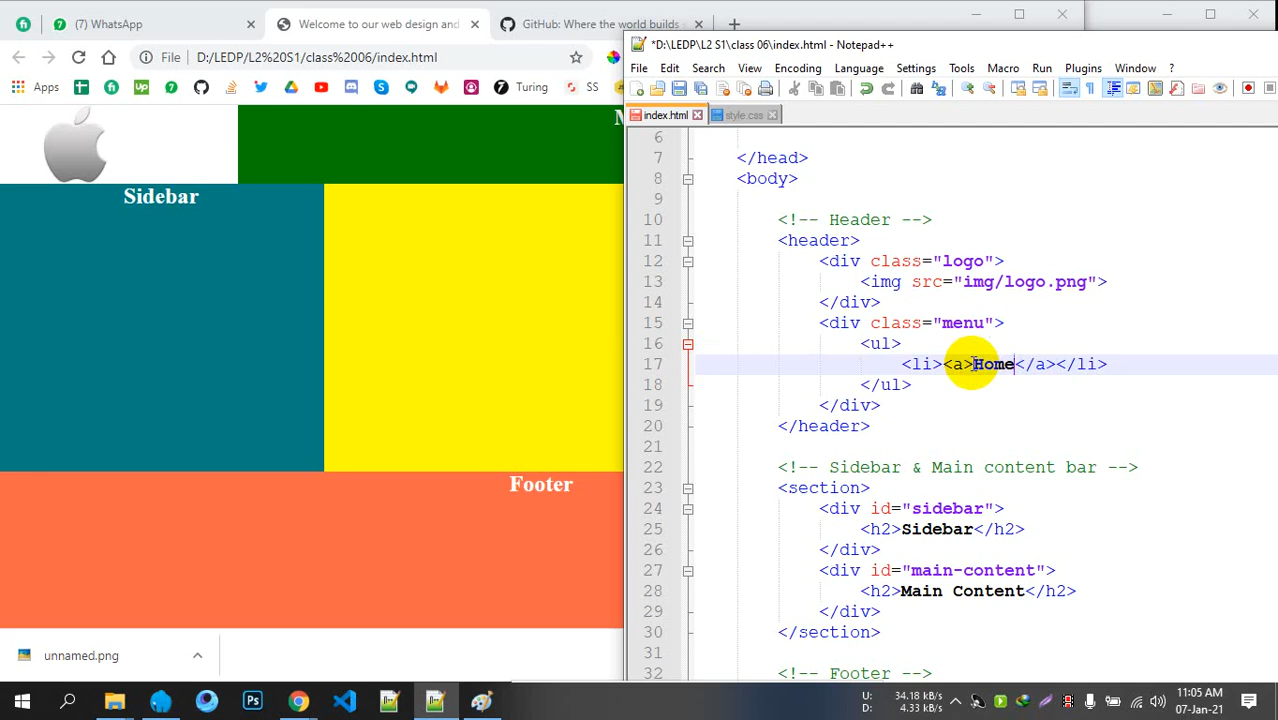 (7) WhatsApp
Welcome to our web design and
GitHub: Where the world builds s
File D:/LEDP/L2%20S1/class%2006/index.html
Apps
Turing
SS
M
Sidebar
Footer
unnamed.png
*D:\LEDP\L2 S1\class 06\index.html - Notepad++
File Edit Search View Encoding Language Settings Tools Macro Run Plugins Window ?
index.html
style.css
6
7 </head>
8 <body>
9
10 <!-- Header -->
11 <header>
12 <div class="logo">
13 <img src="img/logo.png">
14 </div>
15 <div class="menu">
16 <ul>
17 <li><a>Home</a></li>
18 </ul>
19 </div>
20 </header>
21
22 <!-- Sidebar & Main content bar -->
23 <section>
24 <div id="sidebar">
25 <h2>Sidebar</h2>
26 </div>
27 <div id="main-content">
28 <h2>Main Content</h2>
29 </div>
30 </section>
31
32 <!-- Footer -->
U: 34.18 kB/s
D: 4.33 kB/s
11:05 AM
07-Jan-21